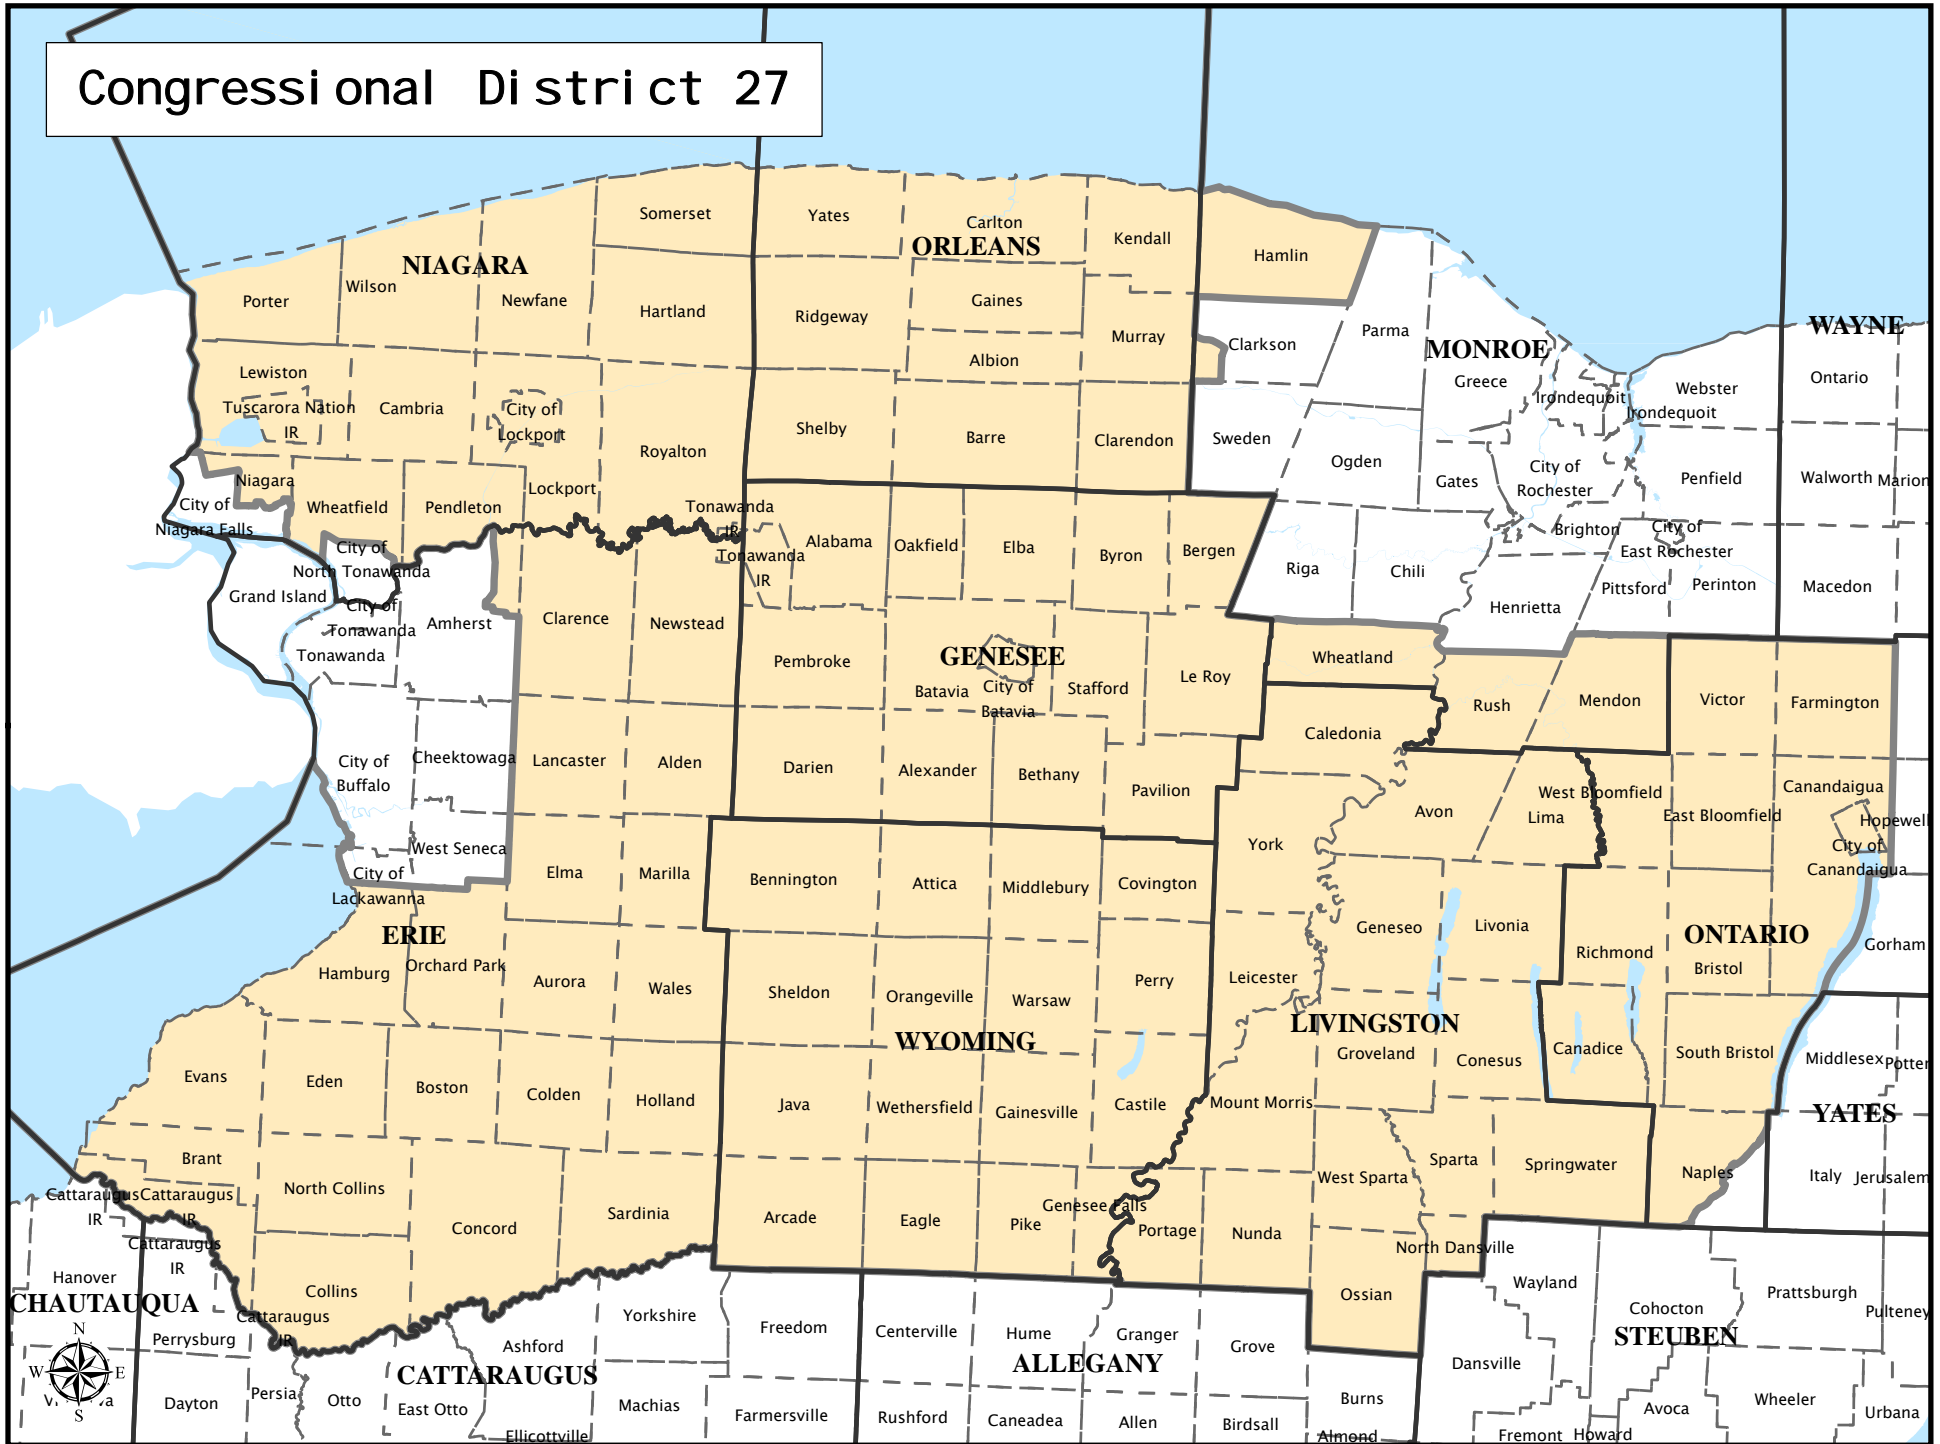 Congressional District 27
Somerset
Yates
Carlton
ORLEANS
Kendall
Hamlin
NIAGARA
Porter
Wilson
Newfane
Hartland
Ridgeway
Gaines
Murray
Albion
Clarkson
Parma
MONROE
WAYNE
Greece
Irondequoit
Webster
Irondequoit
Ontario
Lewiston
Tuscarora Nation
IR
Cambria
City of
Lockport
Royalton
Shelby
Barre
Clarendon
Sweden
Ogden
Gates
City of
Rochester
Penfield
Walworth
Marion
Niagara
City of
Niagara Falls
Wheatfield
Pendleton
Lockport
Tonawanda
IR
Tonawanda
IR
Alabama
Oakfield
Elba
Byron
Bergen
Riga
Chili
Brighton
City of
East Rochester
Henrietta
Pittsford
Perinton
Macedon
City of
North Tonawanda
Grand Island
City of
Tonawanda
Tonawanda
Amherst
Clarence
Newstead
Pembroke
GENESEE
Batavia
City of
Batavia
Stafford
Le Roy
Wheatland
Rush
Mendon
Victor
Farmington
Caledonia
City of
Buffalo
Cheektowaga
Lancaster
Alden
Darien
Alexander
Bethany
Pavilion
Avon
West Bloomfield
Lima
East Bloomfield
Canandaigua
Hopewell
City of
Canandaigua
York
West Seneca
City of
Lackawanna
Elma
Marilla
Bennington
Attica
Middlebury
Covington
Geneseo
Livonia
Richmond
ONTARIO
Bristol
Gorham
ERIE
Hamburg
Orchard Park
Aurora
Wales
Sheldon
Orangeville
Warsaw
Perry
Leicester
WYOMING
LIVINGSTON
Groveland
Conesus
Canadice
South Bristol
Middlesex
Potter
Evans
Eden
Boston
Colden
Holland
Java
Wethersfield
Gainesville
Castile
Mount Morris
YATES
Brant
North Collins
Cattaraugus
IR
Cattaraugus
IR
Cattaraugus
IR
Concord
Sardinia
Arcade
Eagle
Pike
Genesee Falls
Portage
Nunda
West Sparta
Sparta
Springwater
Naples
Italy
Jerusalem
North Dansville
Ossian
Hanover
CHAUTAUQUA
Collins
Cattaraugus
IR
Perrysburg
Yorkshire
Freedom
Centerville
Hume
Granger
Grove
Wayland
Cohocton
STEUBEN
Prattsburgh
Pulteney
Ashford
CATTARAUGUS
ALLEGANY
Dansville
N
W
E
S
Dayton
Persia
Otto
East Otto
Ellicottville
Machias
Farmersville
Rushford
Caneadea
Allen
Birdsall
Burns
Almond
Avoca
Wheeler
Urbana
Fremont
Howard